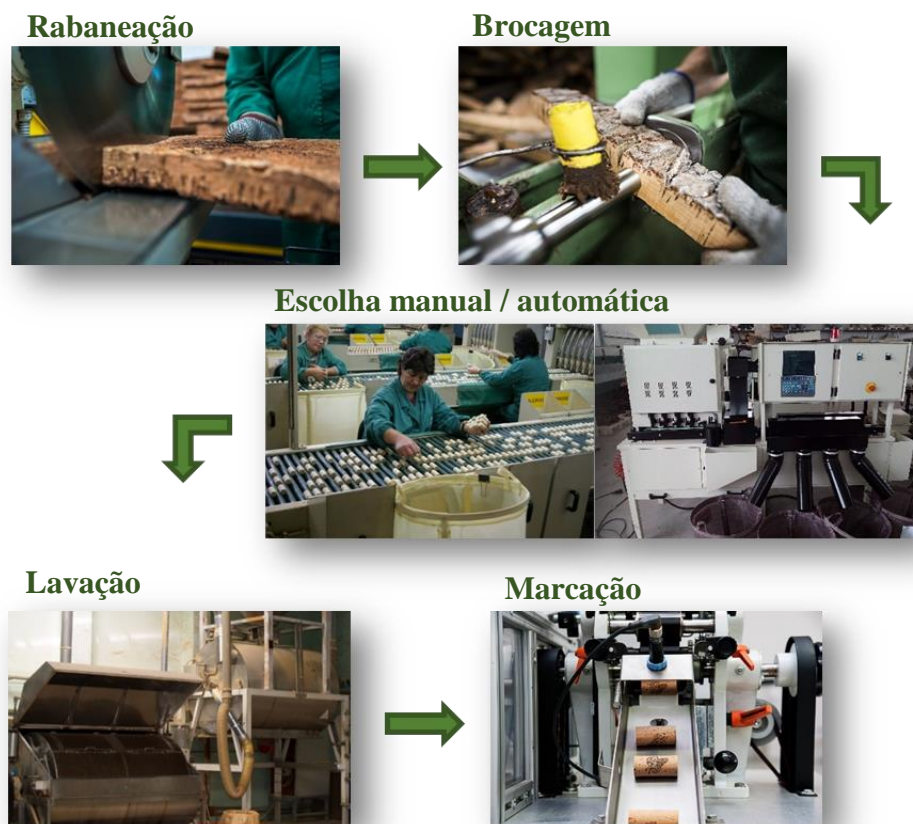 Rabaneação
Brocagem
Escolha manual / automática
Lavação
Marcação